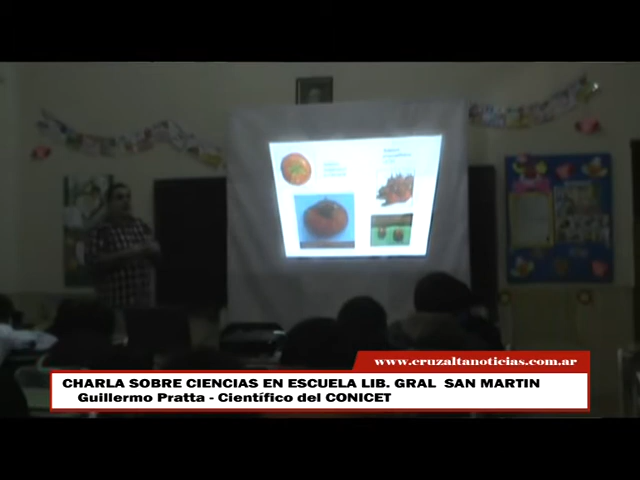 www.cruzaltanoticias.com.ar
CHARLA SOBRE CIENCIAS EN ESCUELA LIB. GRAL SAN MARTIN
Guillermo Pratta - Científico del CONICET